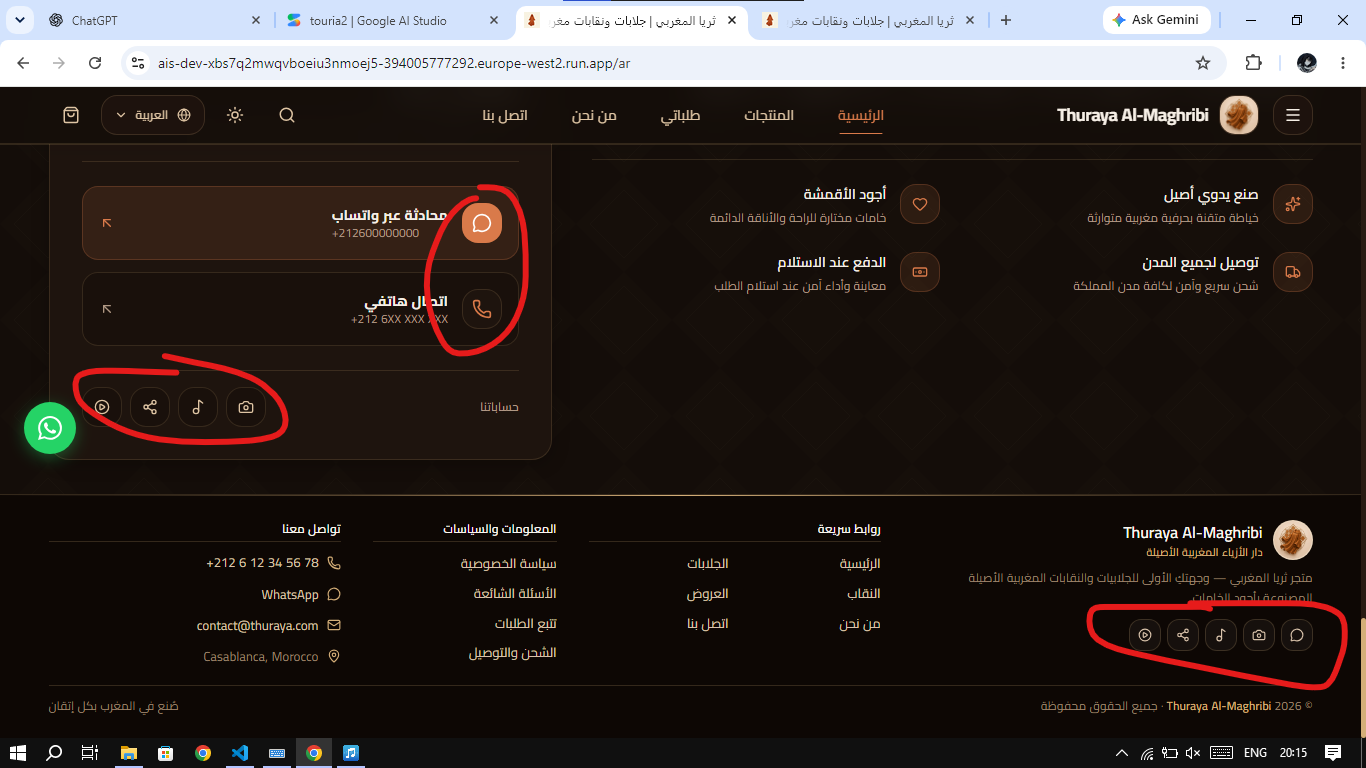 ChatGPT
touria2 | Google AI Studio
ثريا المغربي | جلابات ونقابات مغر
ثريا المغربي | جلابات ونقابات مغر
Ask Gemini
ais-dev-xbs7q2mwqvboeiu3nmoej5-394005777292.europe-west2.run.app/ar
Thuraya Al-Maghribi
الرئيسية
المنتجات
طلباتي
من نحن
اتصل بنا
العربية
صنع يدوي أصيل
خياطة متقنة بحرفية مغربية متوارثة
أجود الأقمشة
خامات مختارة للراحة والأناقة الدائمة
توصيل لجميع المدن
شحن سريع وآمن لكافة مدن المملكة
الدفع عند الاستلام
معاينة وأداء آمن عند استلام الطلب
محادثة عبر واتساب
+212600000000
اتصال هاتفي
+212 6XX XXX XXX
حساباتنا
Thuraya Al-Maghribi
دار الأزياء المغربية الأصيلة
متجر ثريا المغربي — وجهتكِ الأولى للجلابيات والنقابات المغربية الأصيلة
المصنوعة بأجود الخامات
روابط سريعة
الرئيسية
الجلابات
النقاب
العروض
من نحن
اتصل بنا
المعلومات والسياسات
سياسة الخصوصية
الأسئلة الشائعة
تتبع الطلبات
الشحن والتوصيل
تواصل معنا
+212 6 12 34 56 78
WhatsApp
contact@thuraya.com
Casablanca, Morocco
© 2026 Thuraya Al-Maghribi · جميع الحقوق محفوظة
صُنع في المغرب بكل إتقان
ENG
20:15